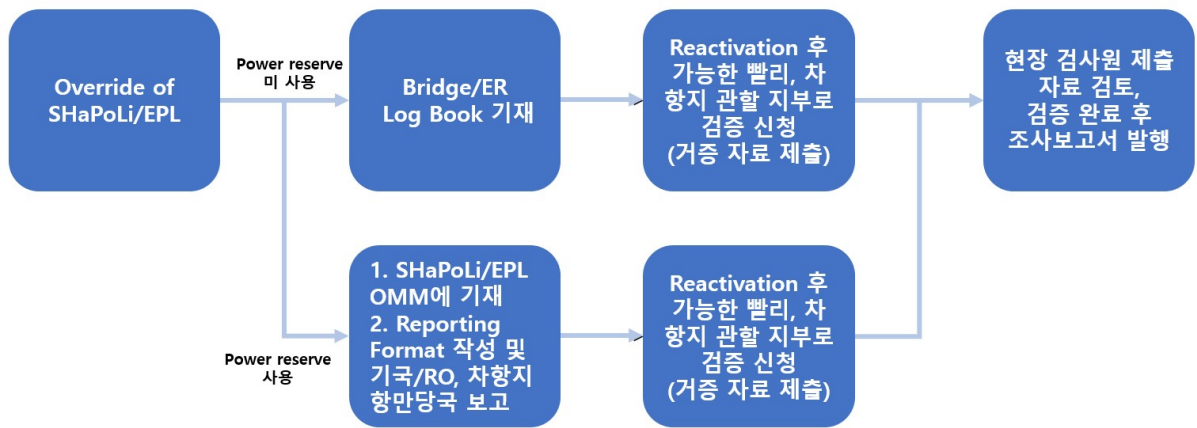 Override of
SHaPoLi/EPL
Power reserve
미 사용
Bridge/ER
Log Book 기재
Reactivation 후
가능한 빨리, 차
항지 관할 지부로
검증 신청
(거증 자료 제출)
현장 검사원 제출
자료 검토,
검증 완료 후
조사보고서 발행
Power reserve
사용
1. SHaPoLi/EPL
OMM에 기재
2. Reporting
Format 작성 및
기국/RO, 차항지
항만당국 보고
Reactivation 후
가능한 빨리, 차
항지 관할 지부로
검증 신청
(거증 자료 제출)